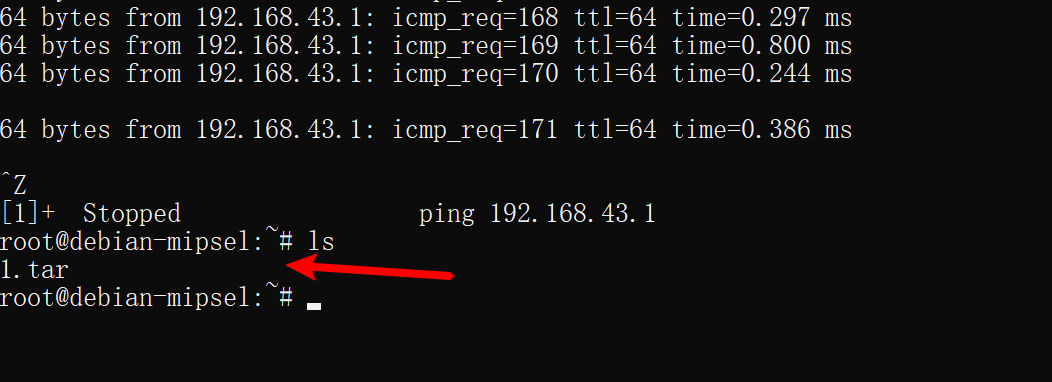 64 bytes from 192.168.43.1: icmp_req=168 ttl=64 time=0.297 ms
64 bytes from 192.168.43.1: icmp_req=169 ttl=64 time=0.800 ms
64 bytes from 192.168.43.1: icmp_req=170 ttl=64 time=0.244 ms
64 bytes from 192.168.43.1: icmp_req=171 ttl=64 time=0.386 ms
^Z
[1]+  Stopped                 ping 192.168.43.1
root@debian-mipsel:~# ls
1.tar
root@debian-mipsel:~#